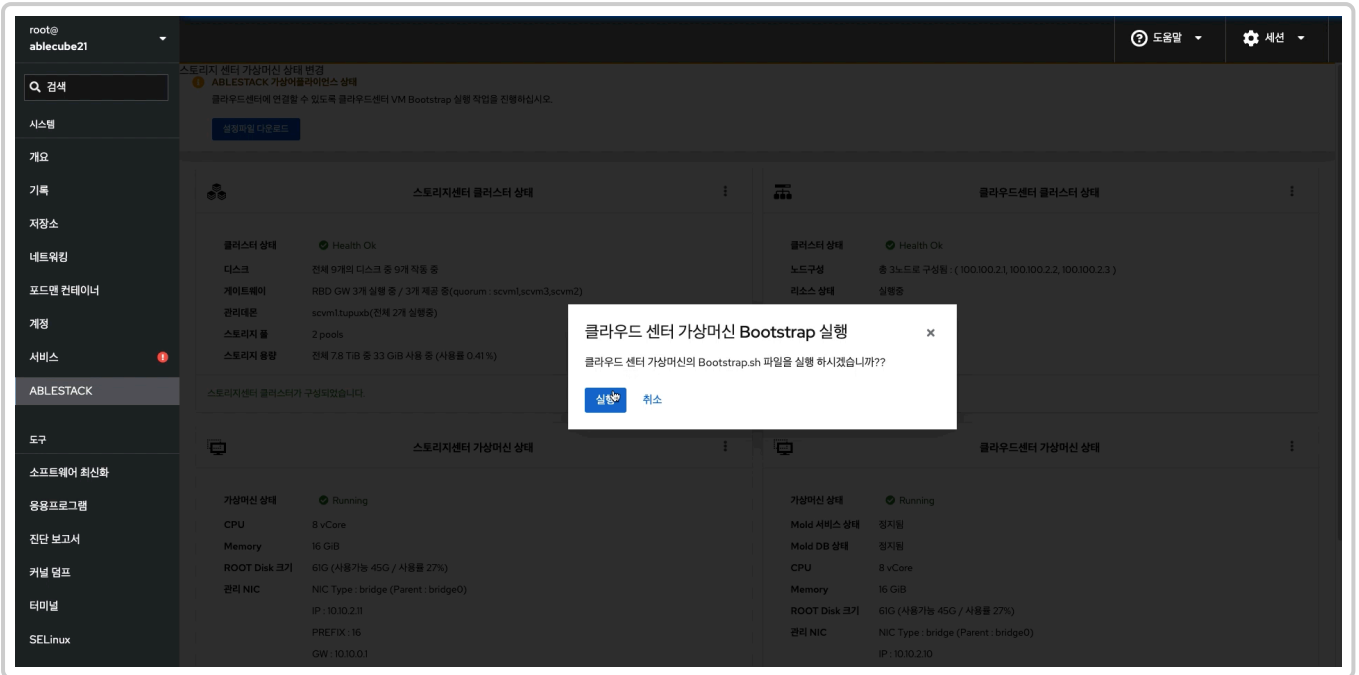 root@
ablecube21
도움말
세션
검색
시스템
개요
기록
저장소
네트워킹
포드맨 컨테이너
계정
서비스
ABLESTACK
도구
소프트웨어 최신화
응용프로그램
진단 보고서
커널 덤프
터미널
SELinux
스토리지 센터 가상머신 상태 변경
ABLESTACK 가상어플라이언스 상태
클라우드센터에 연결할 수 있도록 클라우드센터 VM Bootstrap 실행 작업을 진행하십시오.
설정파일 다운로드
스토리지센터 클러스터 상태
클러스터 상태 Health Ok
디스크 전체 9개의 디스크 중 9개 작동 중
게이트웨이 RBD GW 3개 실행 중 / 3개 제공 중(quorum : scvm1,scvm3,scvm2)
관리데몬 scvm1.tupuxb(전체 2개 실행중)
스토리지 풀 2 pools
스토리지 용량 전체 7.8 TiB 중 33 GiB 사용 중 (사용률 0.41 %)
스토리지센터 클러스터가 구성되었습니다.
클라우드센터 클러스터 상태
클러스터 상태 Health Ok
노드구성 총 3노드로 구성됨 : ( 100.100.2.1, 100.100.2.2, 100.100.2.3 )
리소스 상태 실행중
클라우드 센터 가상머신 Bootstrap 실행
클라우드 센터 가상머신의 Bootstrap.sh 파일을 실행 하시겠습니까??
실행 취소
스토리지센터 가상머신 상태
가상머신 상태 Running
CPU 8 vCore
Memory 16 GiB
ROOT Disk 크기 61G (사용가능 45G / 사용률 27%)
관리 NIC NIC Type : bridge (Parent : bridge0)
IP : 10.10.2.11
PREFIX : 16
GW : 10.10.0.1
클라우드센터 가상머신 상태
가상머신 상태 Running
Mold 서비스 상태 정지됨
Mold DB 상태 정지됨
CPU 8 vCore
Memory 16 GiB
ROOT Disk 크기 61G (사용가능 45G / 사용률 27%)
관리 NIC NIC Type : bridge (Parent : bridge0)
IP : 10.10.2.10